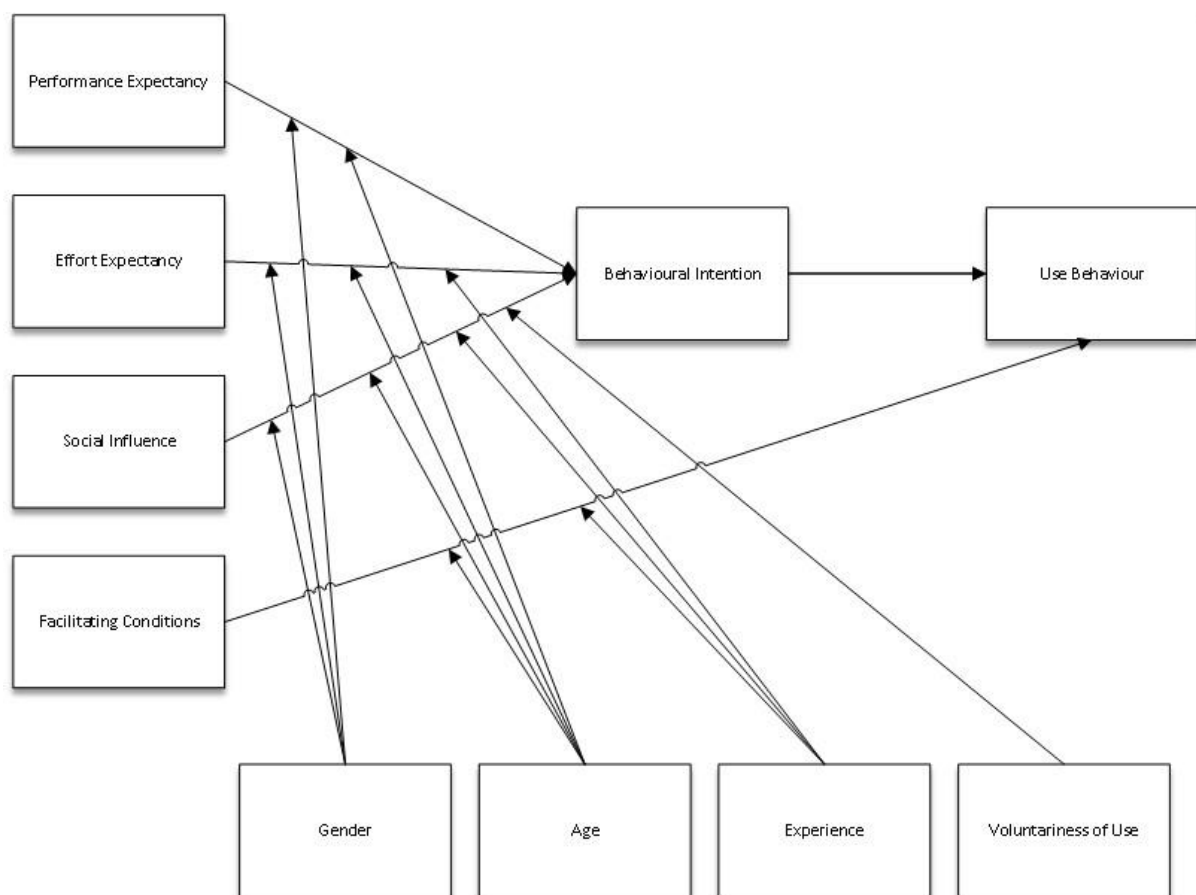 Performance Expectancy
Effort Expectancy
Behavioural Intention
Use Behaviour
Social Influence
Facilitating Conditions
Gender
Age
Experience
Voluntariness of Use